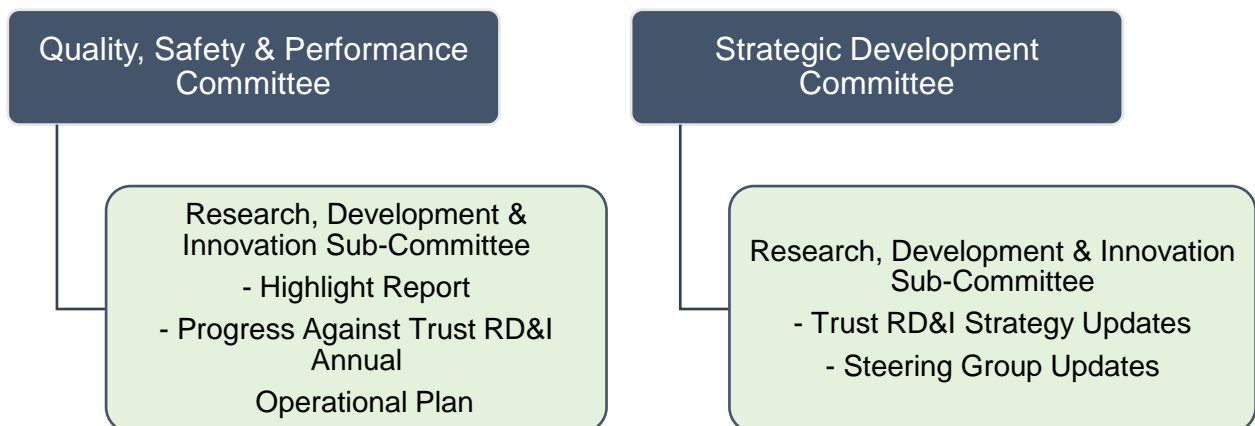 Quality, Safety & Performance
Committee
Research, Development &
Innovation Sub-Committee
- Highlight Report
- Progress Against Trust RD&I
Annual
Operational Plan
Strategic Development
Committee
Research, Development & Innovation
Sub-Committee
- Trust RD&I Strategy Updates
- Steering Group Updates